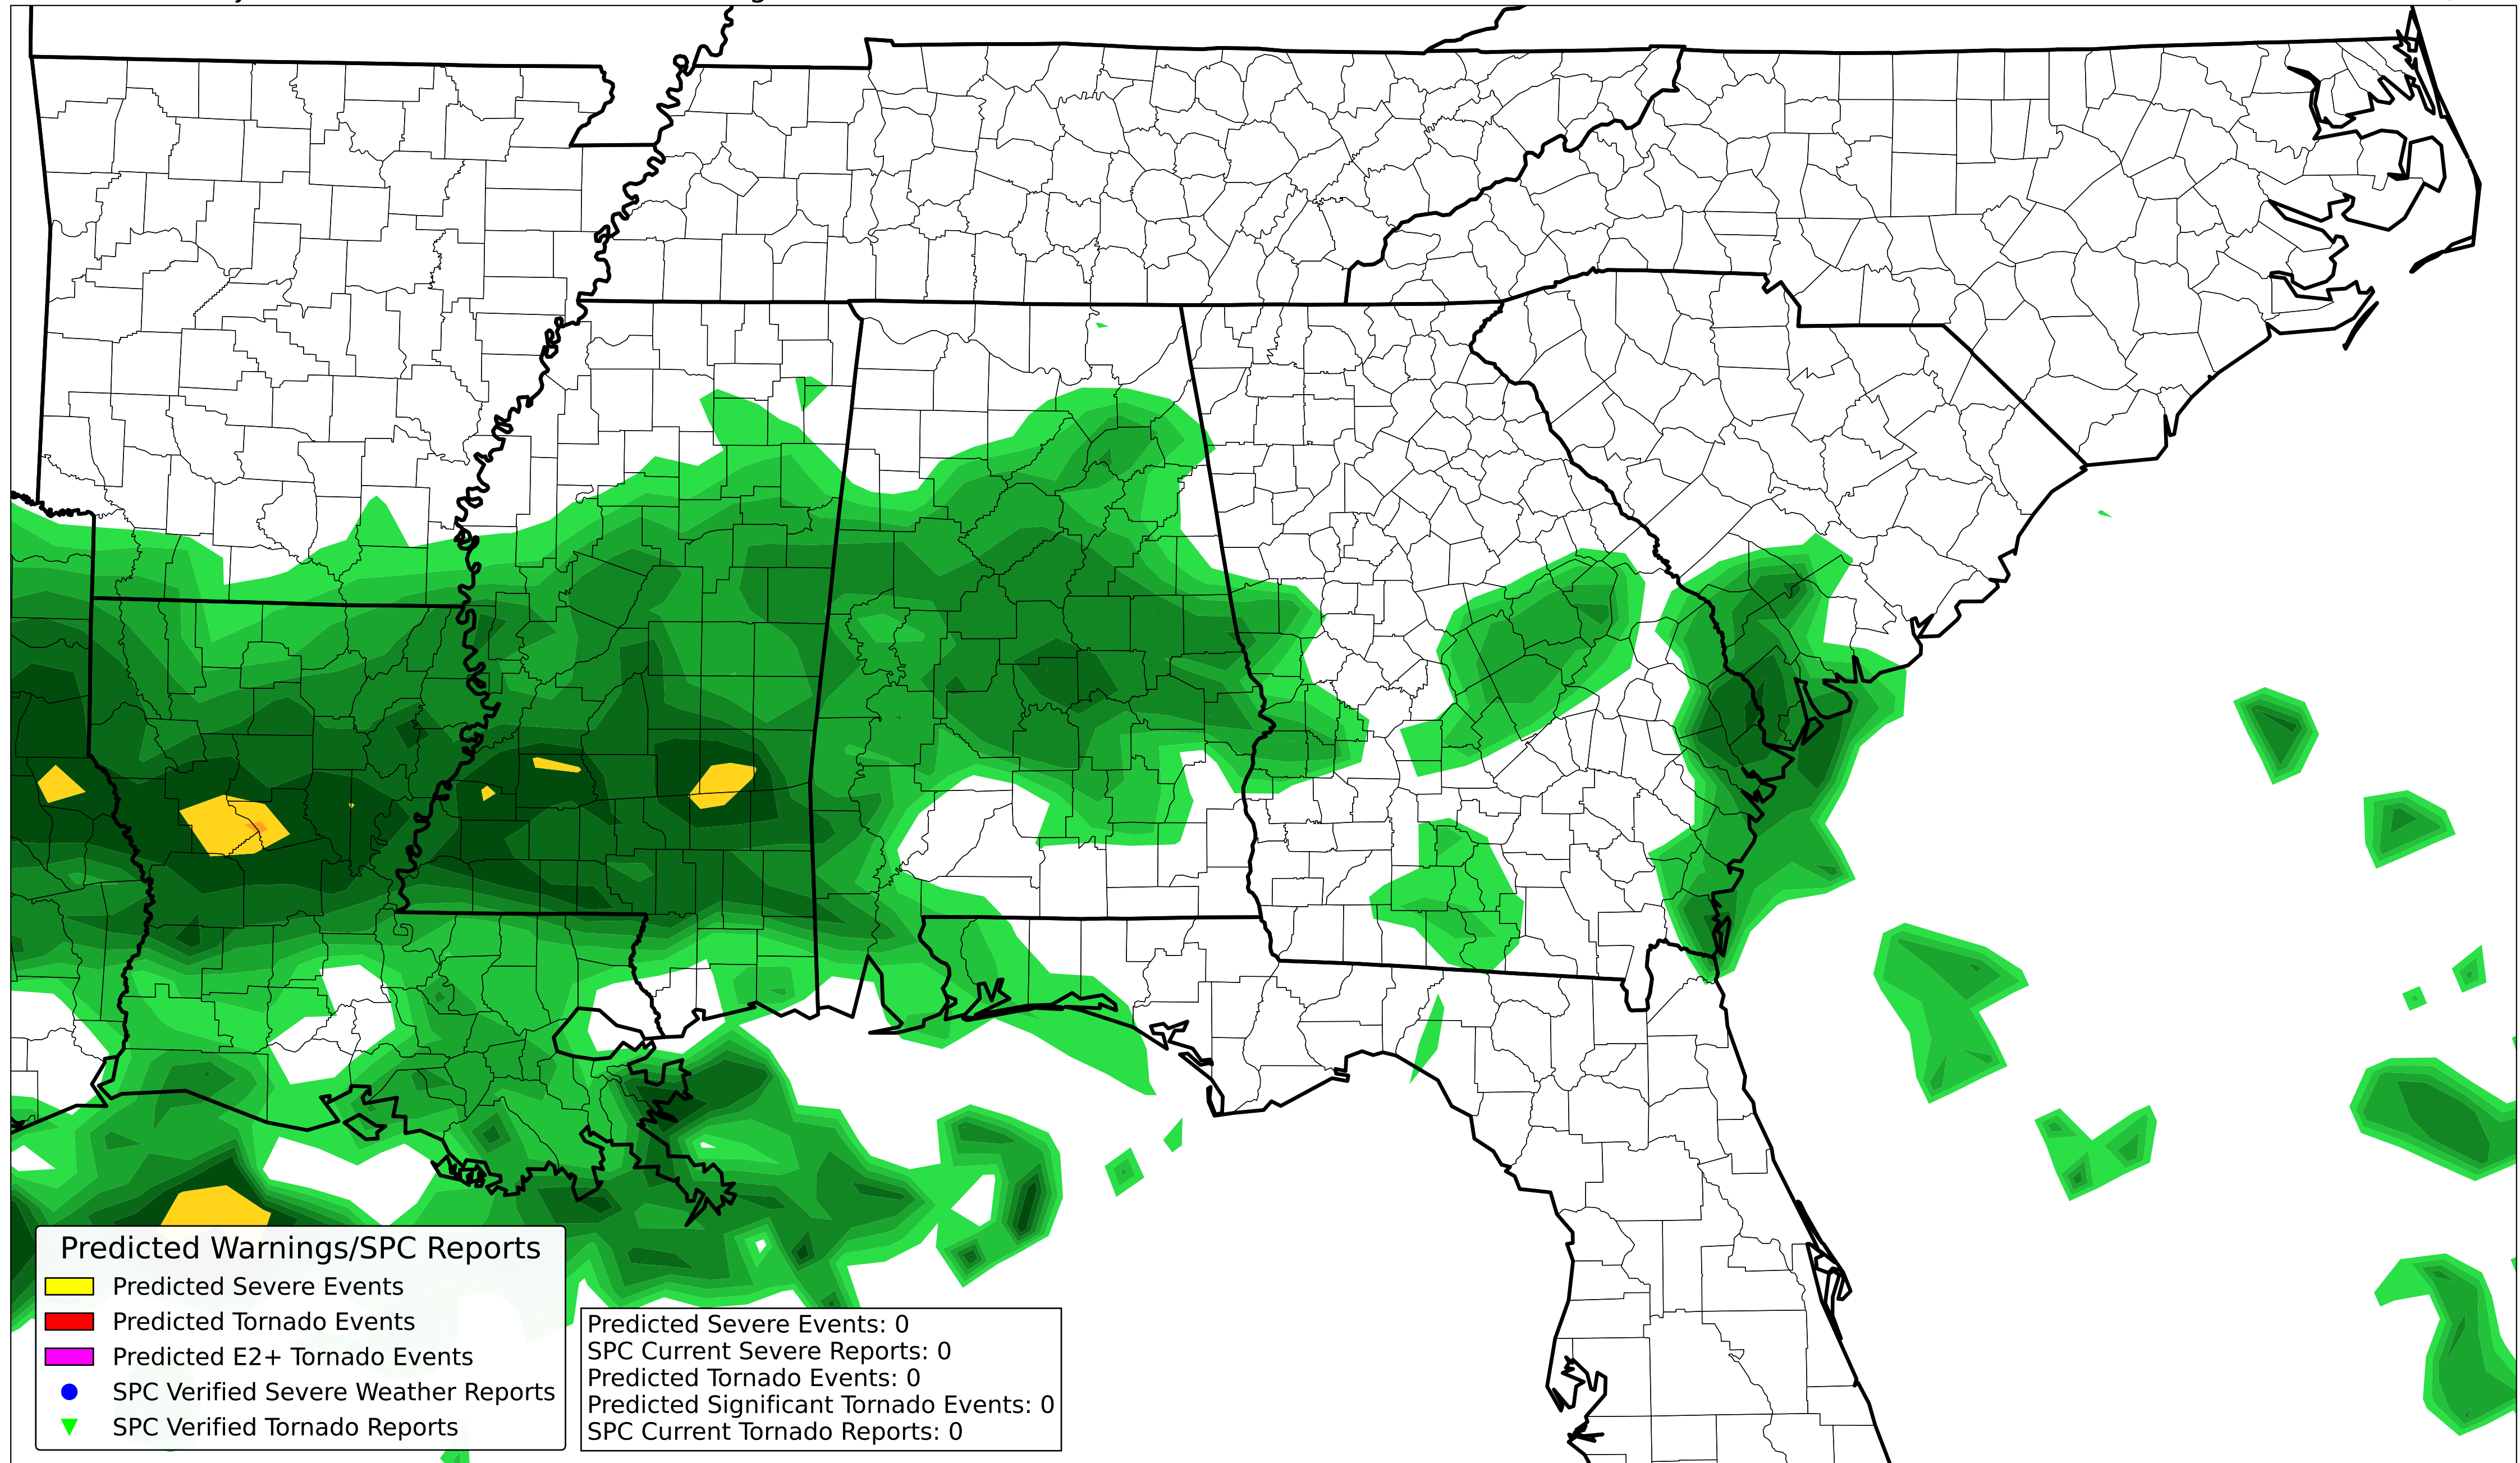 Predicted Warnings/SPC Reports
Predicted Severe Events
Predicted Tornado Events
Predicted E2+ Tornado Events
SPC Verified Severe Weather Reports
SPC Verified Tornado Reports
Predicted Severe Events: 0
SPC Current Severe Reports: 0
Predicted Tornado Events: 0
Predicted Significant Tornado Events: 0
SPC Current Tornado Reports: 0